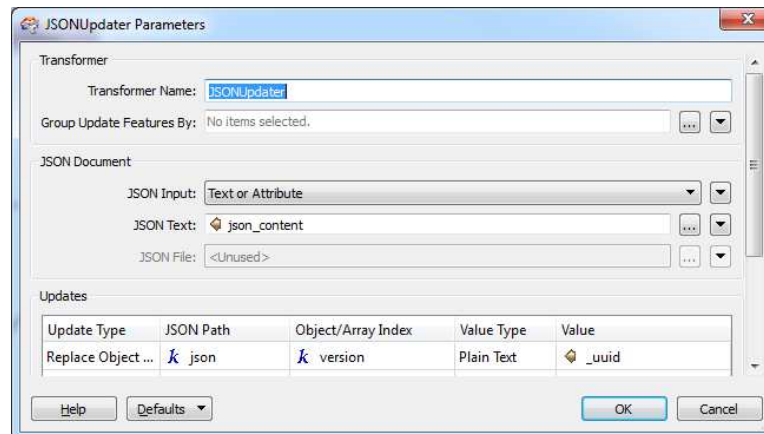 JSONUpdater Parameters
Transformer
Transformer Name: JSONUpdater
Group Update Features By: No items selected.
JSON Document
JSON Input: Text or Attribute
JSON Text: json_content
JSON File: <Unused>
Updates
Update Type JSON Path Object/Array Index Value Type Value
Replace Object ... k json k version Plain Text _uuid
Help Defaults OK Cancel